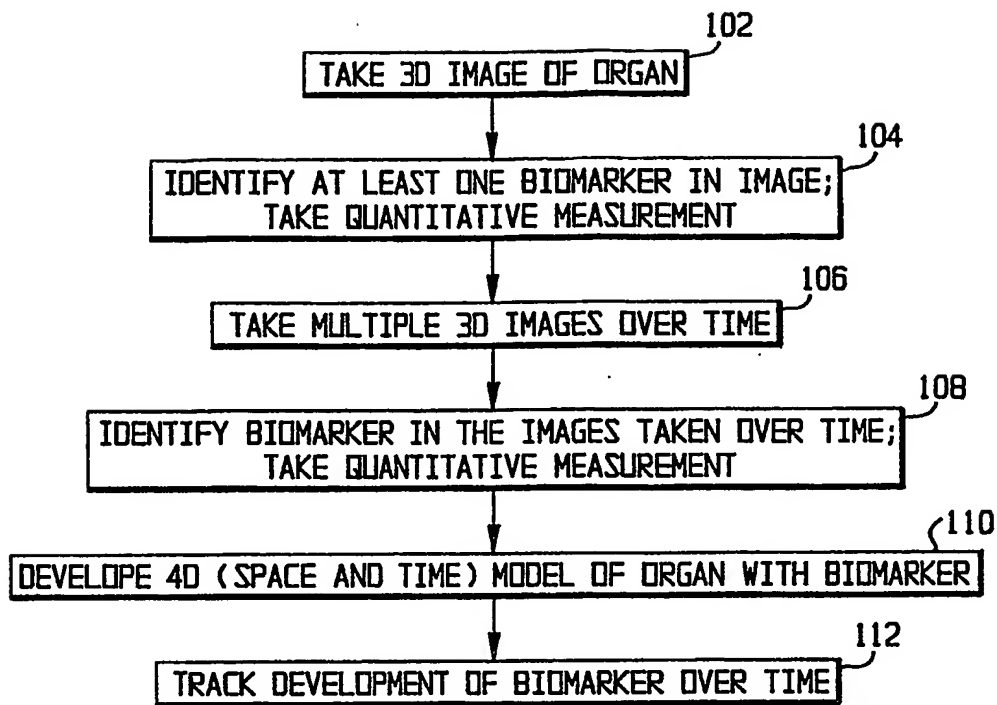 102
TAKE 3D IMAGE OF ORGAN
104
IDENTIFY AT LEAST ONE BIOMARKER IN IMAGE;
TAKE QUANTITATIVE MEASUREMENT
106
TAKE MULTIPLE 3D IMAGES OVER TIME
108
IDENTIFY BIOMARKER IN THE IMAGES TAKEN OVER TIME;
TAKE QUANTITATIVE MEASUREMENT
110
DEVELOPE 4D (SPACE AND TIME) MODEL OF ORGAN WITH BIOMARKER
112
TRACK DEVELOPMENT OF BIOMARKER OVER TIME